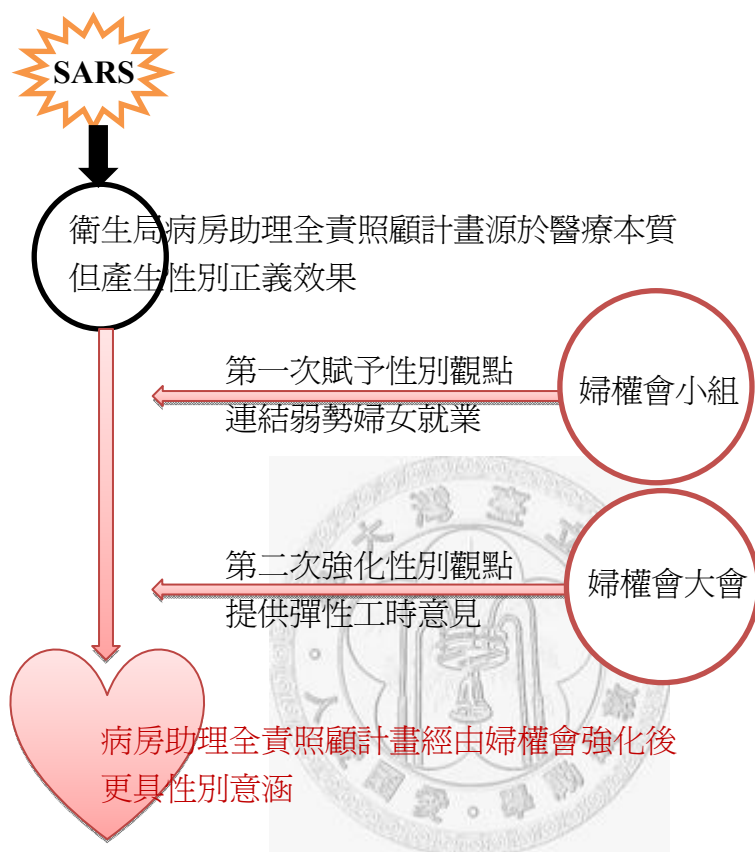 SARS
衛生局病房助理全責照顧計畫源於醫療本質
但產生性別正義效果
第一次賦予性別觀點
連結弱勢婦女就業
婦權會小組
第二次強化性別觀點
提供彈性工時意見
婦權會大會
病房助理全責照顧計畫經由婦權會強化後
更具性別意涵